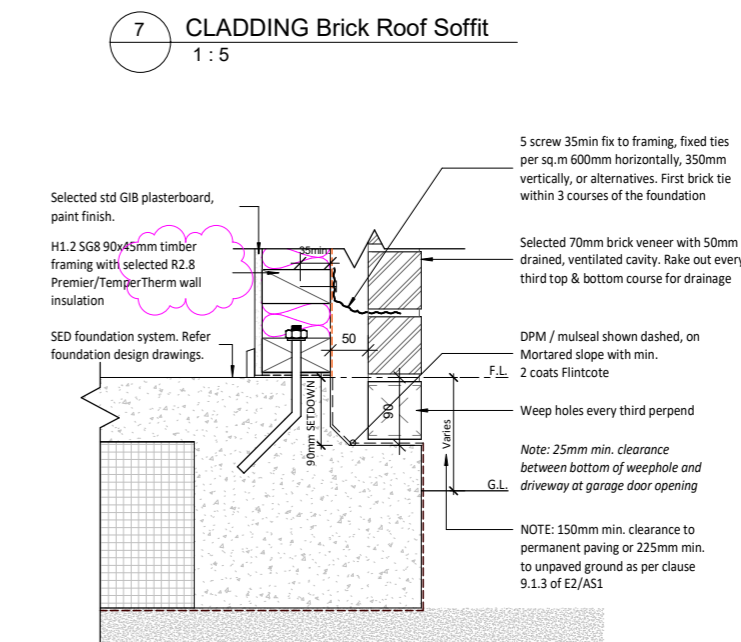 7
CLADDING Brick Roof Soffit
1 : 5
Selected std GIB plasterboard,
paint finish.
H1.2 SG8 90x45mm timber
framing with selected R2.8
Premier/TemperTherm wall
insulation
SED foundation system. Refer
foundation design drawings.
35min
50
90mm SETDOWN
90
Varies
F.L.
G.L.
5 screw 35min fix to framing, fixed ties
per sq.m 600mm horizontally, 350mm
vertically, or alternatives. First brick tie
within 3 courses of the foundation
Selected 70mm brick veneer with 50mm
drained, ventilated cavity. Rake out every
third top & bottom course for drainage
DPM / mulseal shown dashed, on
Mortared slope with min.
2 coats Flintcote
Weep holes every third perpend
Note: 25mm min. clearance
between bottom of weephole and
driveway at garage door opening
NOTE: 150mm min. clearance to
permanent paving or 225mm min.
to unpaved ground as per clause
9.1.3 of E2/AS1